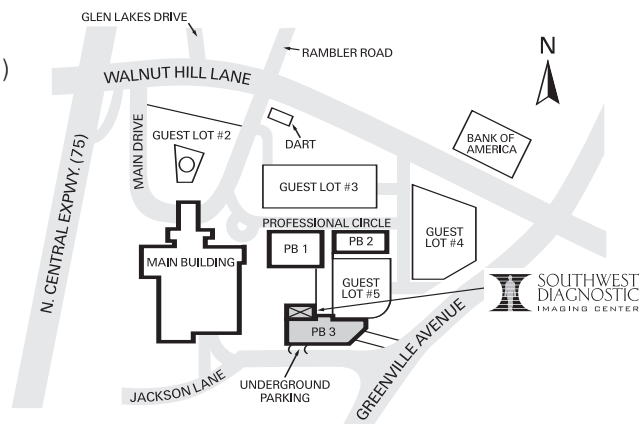 GLEN LAKES DRIVE
RAMBLER ROAD
)
N
WALNUT HILL LANE
GUEST LOT #2
MAIN DRIVE
DART
BANK OF
AMERICA
N. CENTRAL EXPWY. (75)
GUEST LOT #3
PROFESSIONAL CIRCLE
GUEST
LOT #4
PB 1
PB 2
MAIN BUILDING
GUEST
LOT #5
SOUTHWEST
DIAGNOSTIC
IMAGING CENTER
PB 3
GREENVILLE AVENUE
JACKSON LANE
UNDERGROUND
PARKING